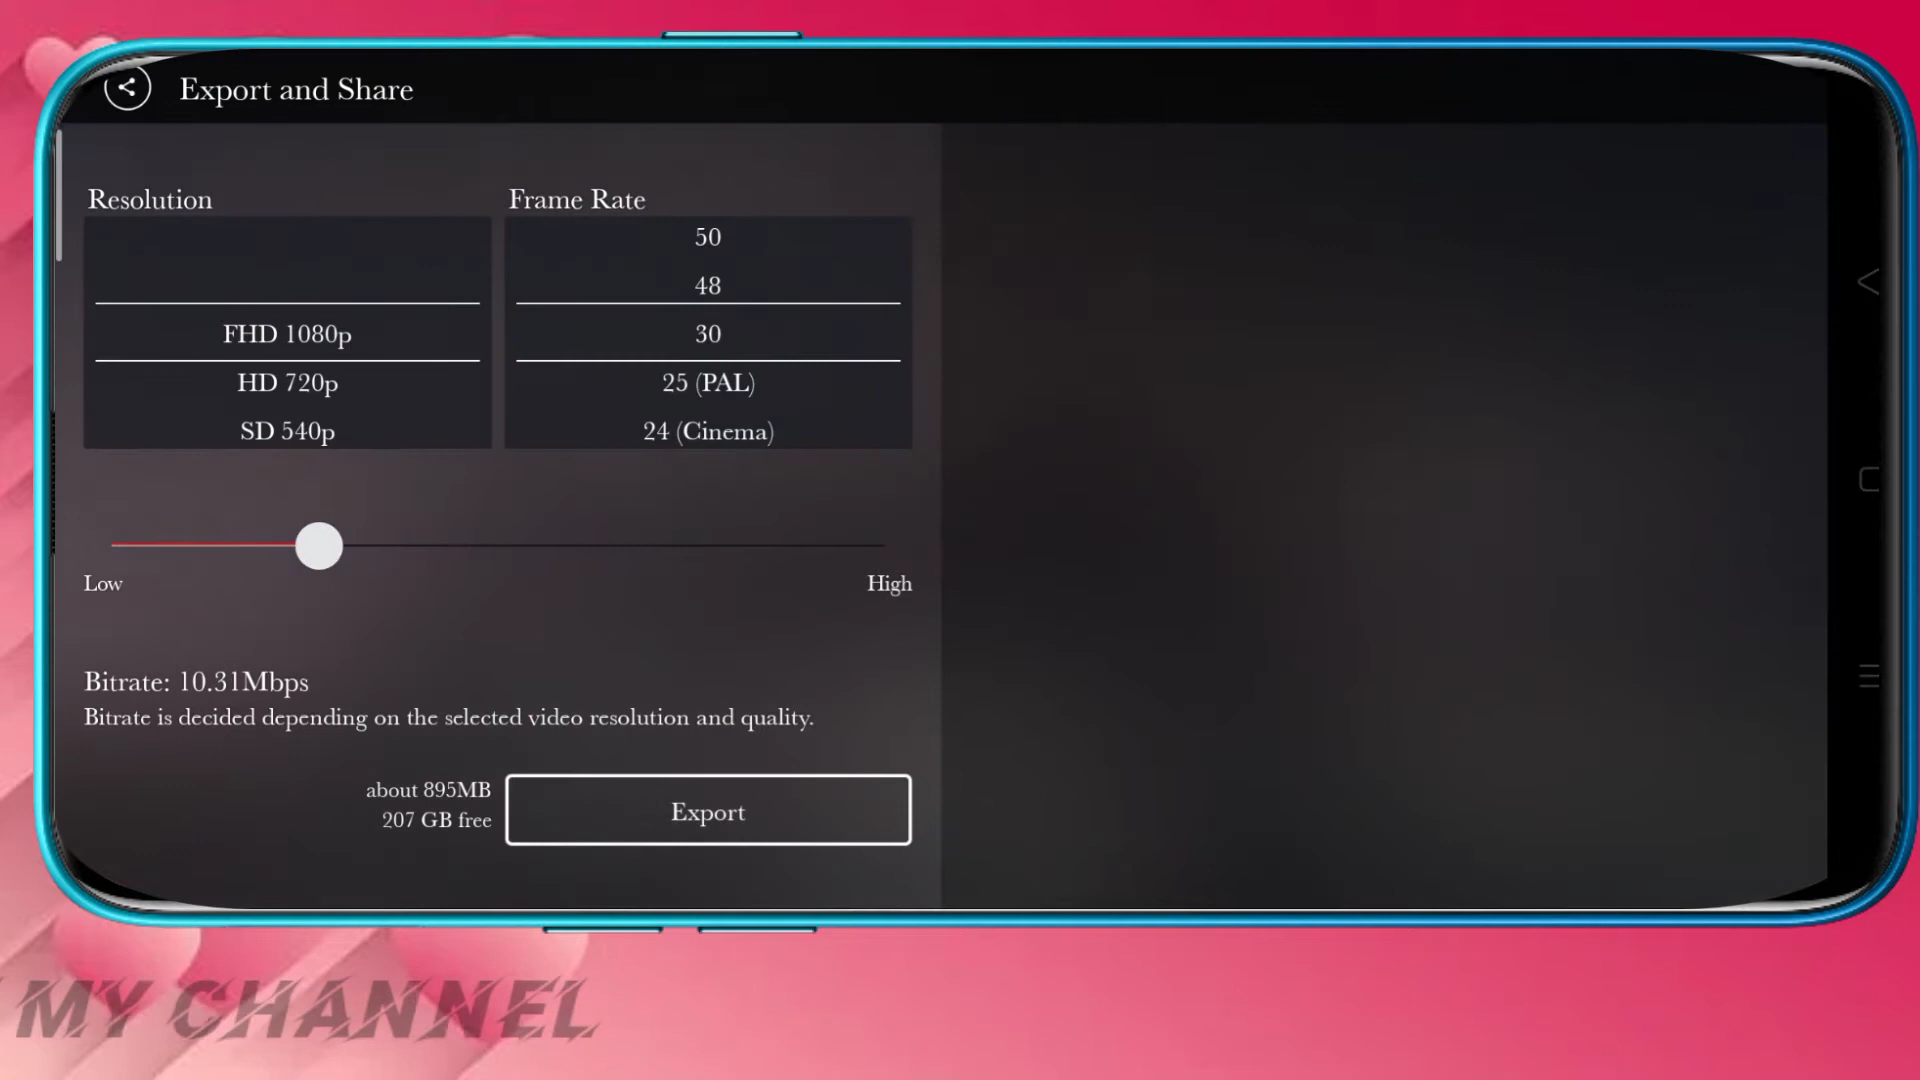 Export and Share
Resolution
Frame Rate
50
48
FHD 1080p
30
HD 720p
25 (PAL)
SD 540p
24 (Cinema)
Low
High
Bitrate: 10.31Mbps
Bitrate is decided depending on the selected video resolution and quality.
about 895MB
207 GB free
Export
MY CHANNEL